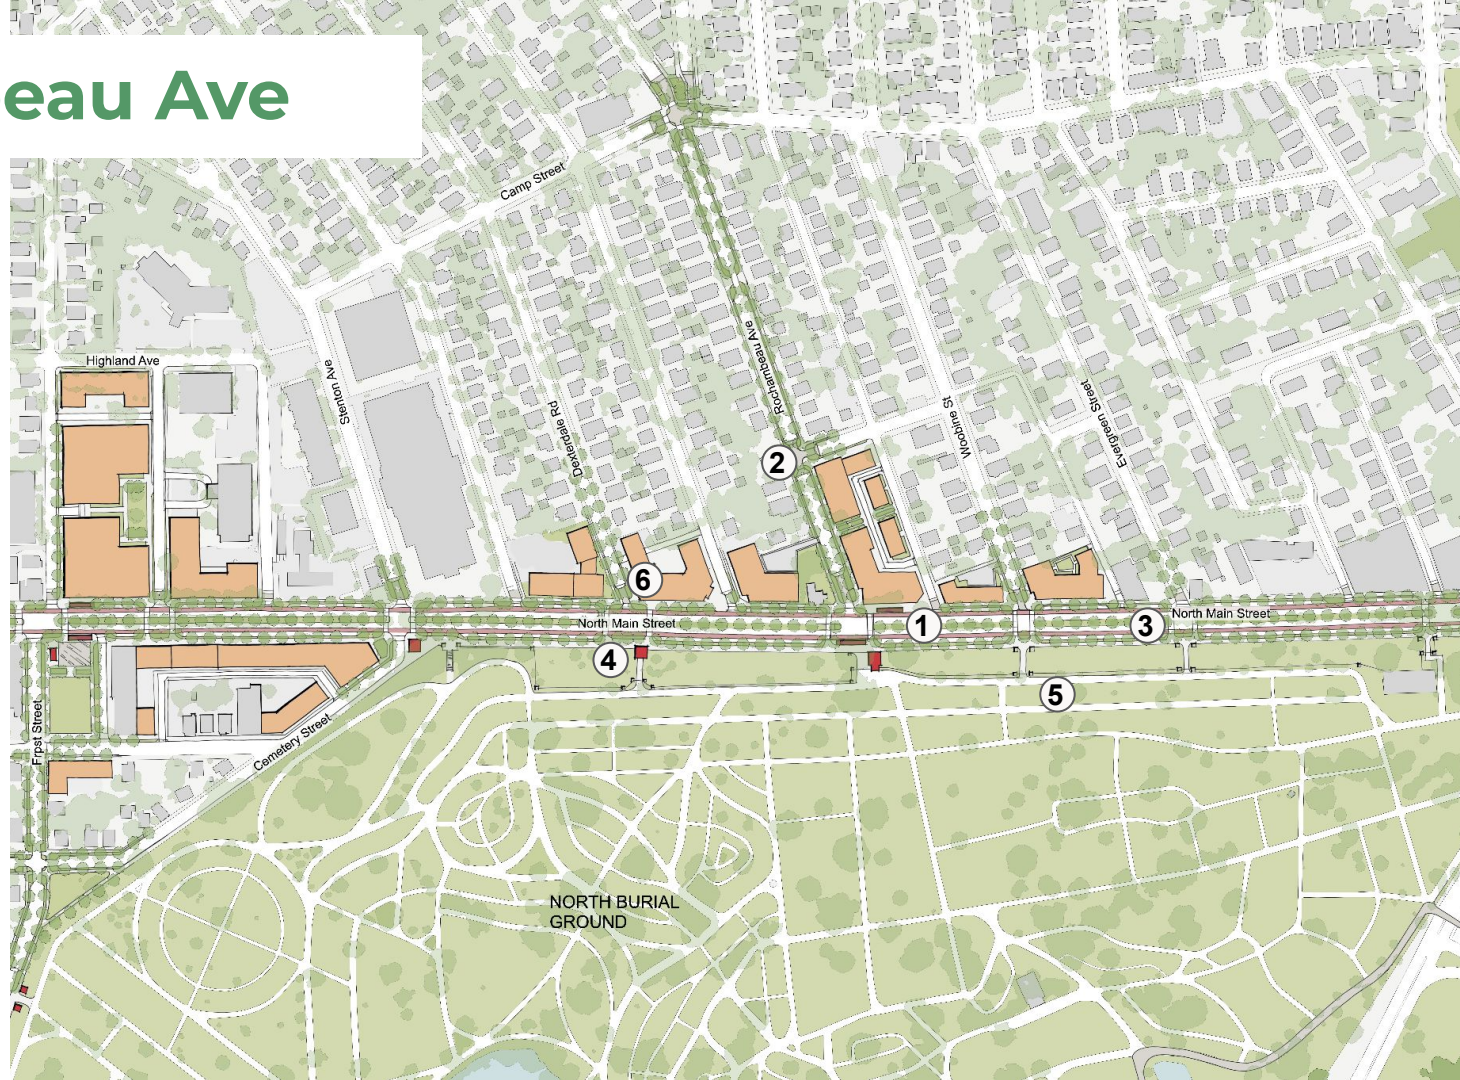 eau Ave
Camp Street
Highland Ave
Stenton Ave
Rochambeau Ave
Dexterdale Rd
Woobine St
Evergreen Street
2
6
1
3
North Main Street
North Main Street
4
5
Frpst Street
Cemetery Street
NORTH BURIAL
GROUND